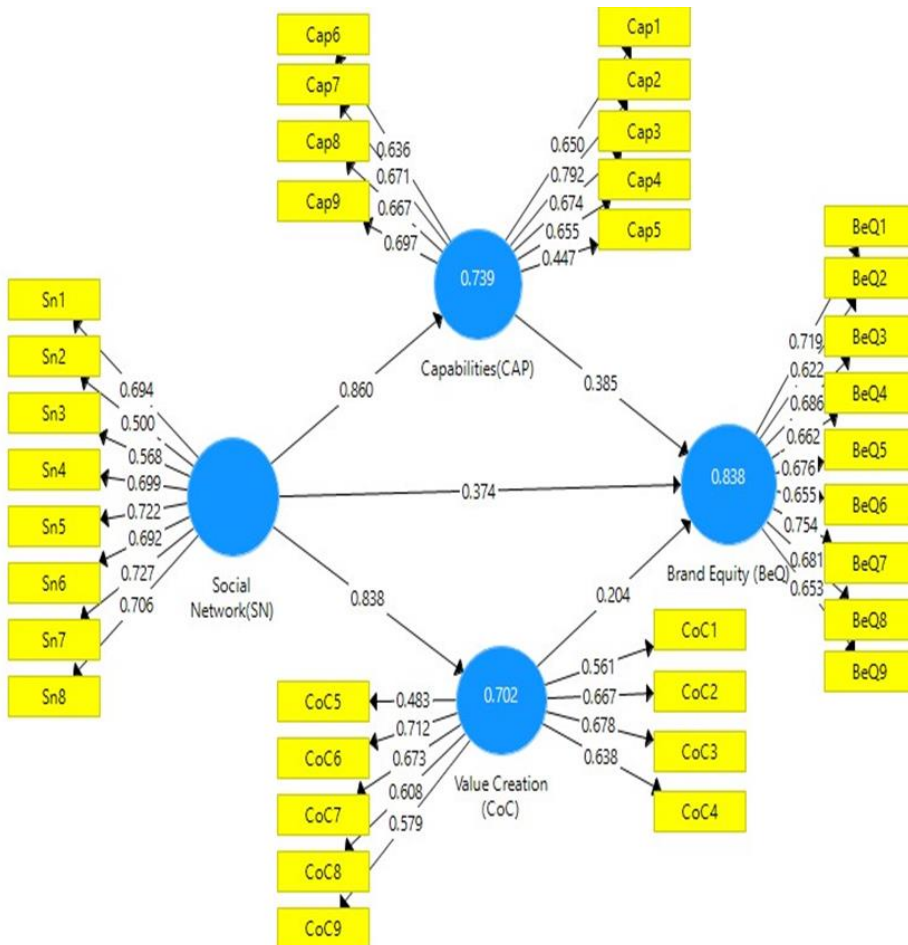 Cap6
Cap7
Cap8
Cap9
Cap1
Cap2
Cap3
Cap4
Cap5
0.636
0.671
0.667
0.697
0.650
0.792
0.674
0.655
0.447
0.739
Capabilities(CAP)
Sn1
Sn2
Sn3
Sn4
Sn5
Sn6
Sn7
Sn8
0.694
0.500
0.568
0.699
0.722
0.692
0.727
0.706
Social
Network(SN)
0.860
0.374
0.838
0.385
0.204
BeQ1
BeQ2
BeQ3
BeQ4
BeQ5
BeQ6
BeQ7
BeQ8
BeQ9
0.719
0.622
0.686
0.662
0.676
0.655
0.754
0.681
0.653
0.838
Brand Equity (BeQ)
CoC5
CoC6
CoC7
CoC8
CoC9
0.483
0.712
0.673
0.608
0.579
0.702
Value Creation
(CoC)
0.561
0.667
0.678
0.638
CoC1
CoC2
CoC3
CoC4